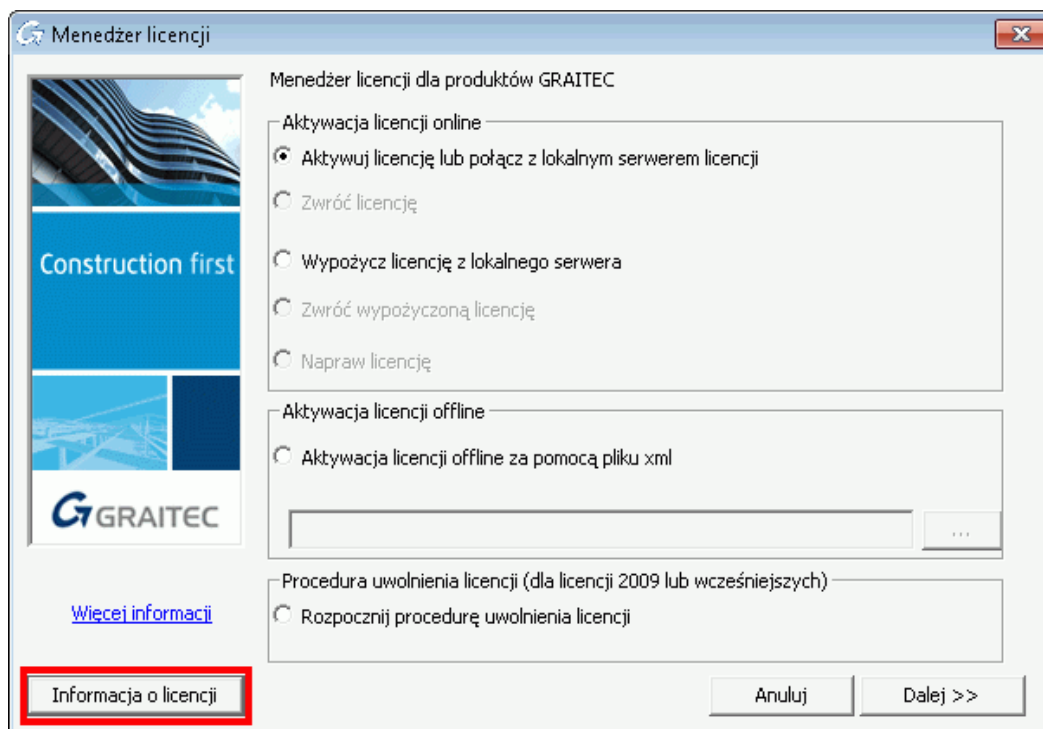 Menedżer licencji
Menedżer licencji dla produktów GRAITEC
Aktywacja licencji online
Aktywuj licencję lub połącz z lokalnym serwerem licencji
Zwróć licencję
Wypożycz licencję z lokalnego serwera
Zwróć wypożyczoną licencję
Napraw licencję
Aktywacja licencji offline
Aktywacja licencji offline za pomocą pliku xml
...
Procedura uwolnienia licencji (dla licencji 2009 lub wcześniejszych)
Rozpocznij procedurę uwolnienia licencji
Construction first
GRAITEC
Więcej informacji
Informacja o licencji
Anuluj
Dalej >>